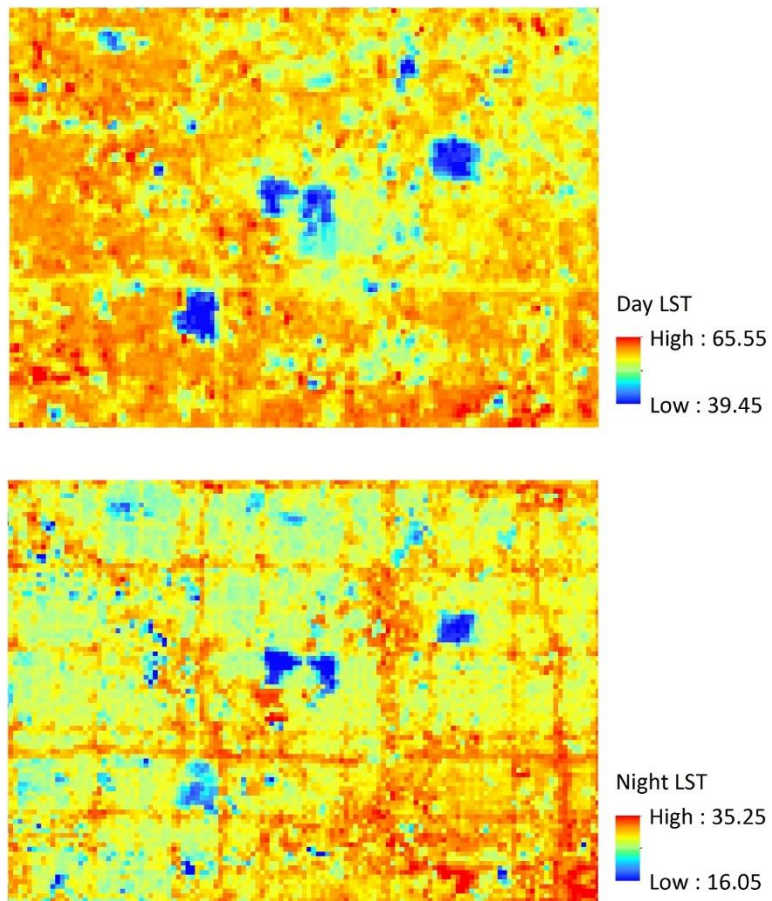 Day LST
High : 65.55
Low : 39.45
Night LST
High : 35.25
Low : 16.05